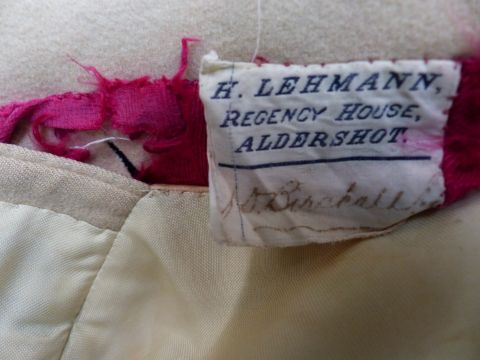 H. LEHMANN,
REGENCY HOUSE,
ALDERSHOT.
Birchall